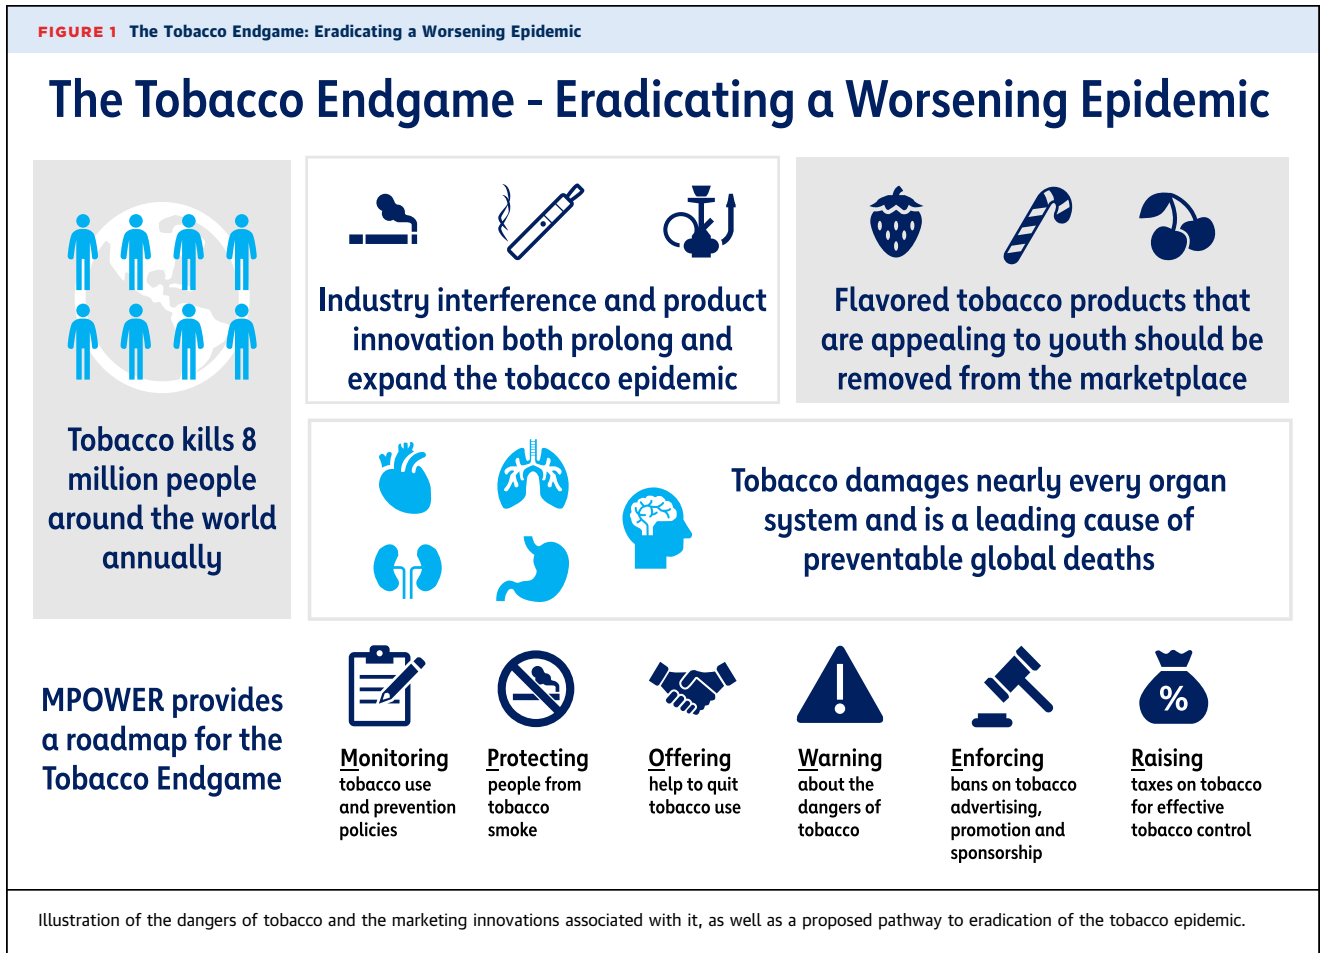 FIGURE 1 The Tobacco Endgame: Eradicating a Worsening Epidemic
The Tobacco Endgame - Eradicating a Worsening Epidemic
Tobacco kills 8
million people
around the world
annually
Industry interference and product
innovation both prolong and
expand the tobacco epidemic
Flavored tobacco products that
are appealing to youth should be
removed from the marketplace
Tobacco damages nearly every organ
system and is a leading cause of
preventable global deaths
MPOWER provides
a roadmap for the
Tobacco Endgame
Monitoring
tobacco use
and prevention
policies
Protecting
people from
tobacco
smoke
Offering
help to quit
tobacco use
Warning
about the
dangers of
tobacco
Enforcing
bans on tobacco
advertising,
promotion and
sponsorship
%
Raising
taxes on tobacco
for effective
tobacco control
Illustration of the dangers of tobacco and the marketing innovations associated with it, as well as a proposed pathway to eradication of the tobacco epidemic.